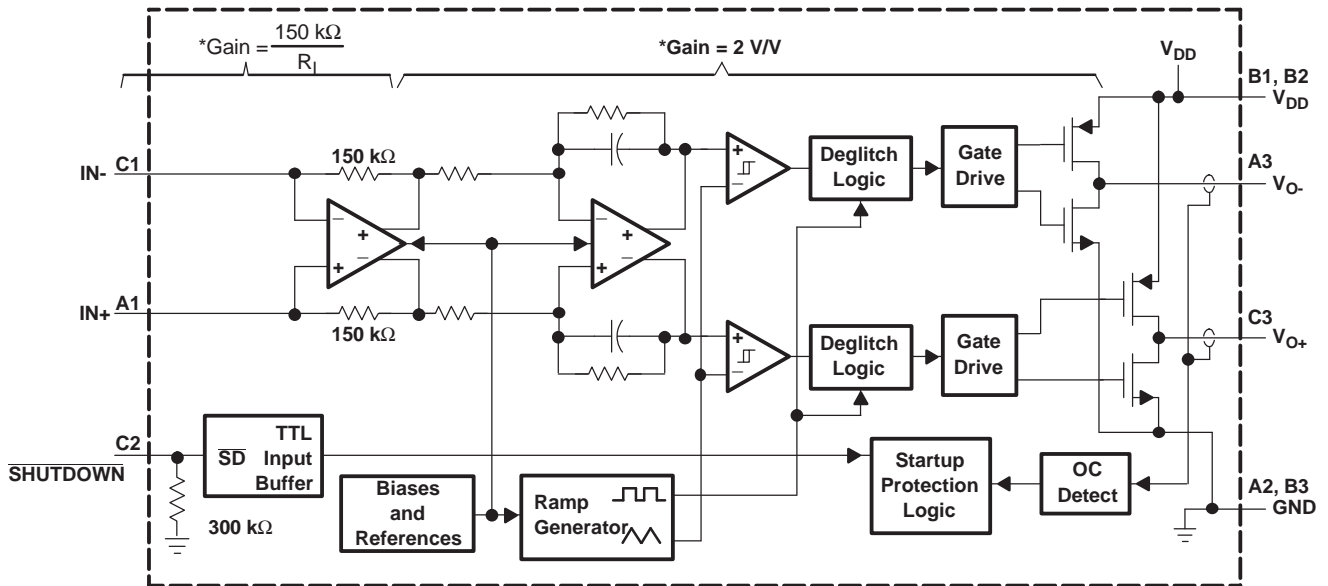 *Gain = 150 kΩ / R_I
*Gain = 2 V/V
V_DD
B1, B2
V_DD
IN- C1
150 kΩ
−
+
−
+
−
+
−
+
+
−
Deglitch
Logic
Gate
Drive
A3
V_O-
IN+ A1
150 kΩ
+
−
Deglitch
Logic
Gate
Drive
C3
V_O+
C2
S̅H̅U̅T̅D̅O̅W̅N̅
S̅D̅
TTL
Input
Buffer
300 kΩ
Biases
and
References
Ramp
Generator
Startup
Protection
Logic
OC
Detect
A2, B3
GND